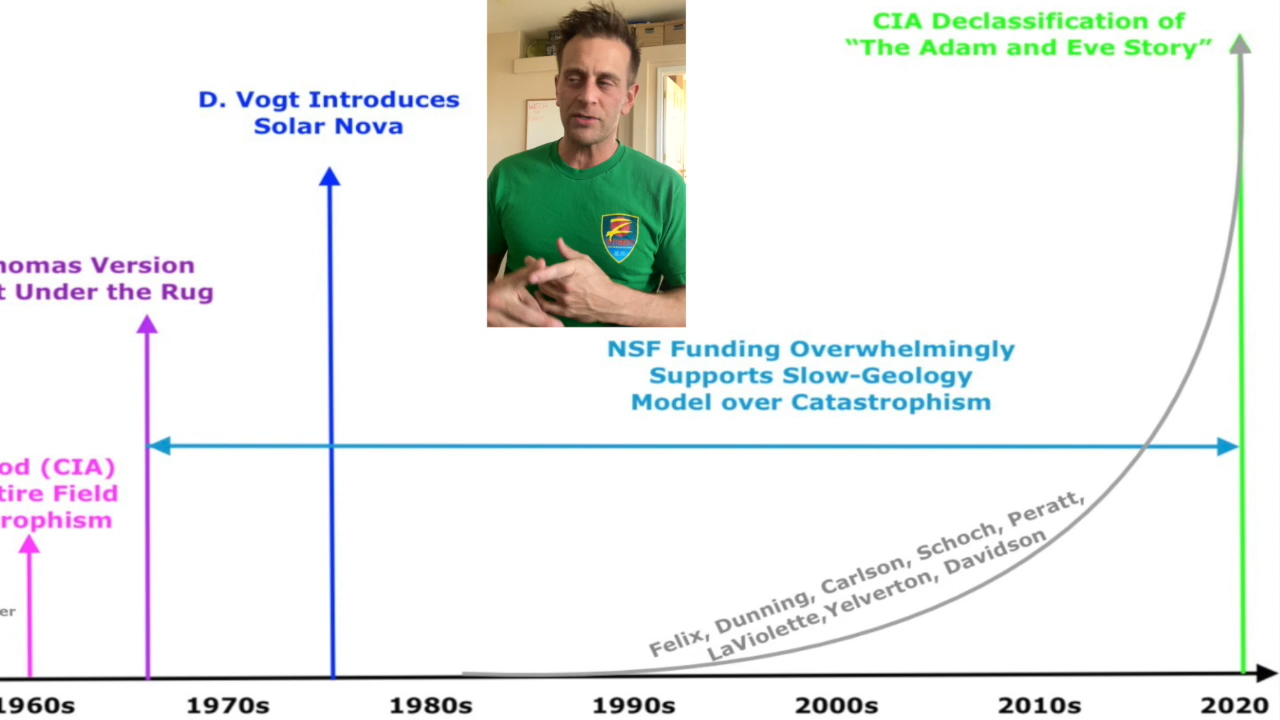 CIA Declassification of
“The Adam and Eve Story”
D. Vogt Introduces
Solar Nova
homas Version
t Under the Rug
NSF Funding Overwhelmingly
Supports Slow-Geology
Model over Catastrophism
od (CIA)
tire Field
rophism
er
Felix, Dunning, Carlson, Schoch, Peratt,
LaViolette,Yelverton, Davidson
1960s 1970s 1980s 1990s 2000s 2010s 2020